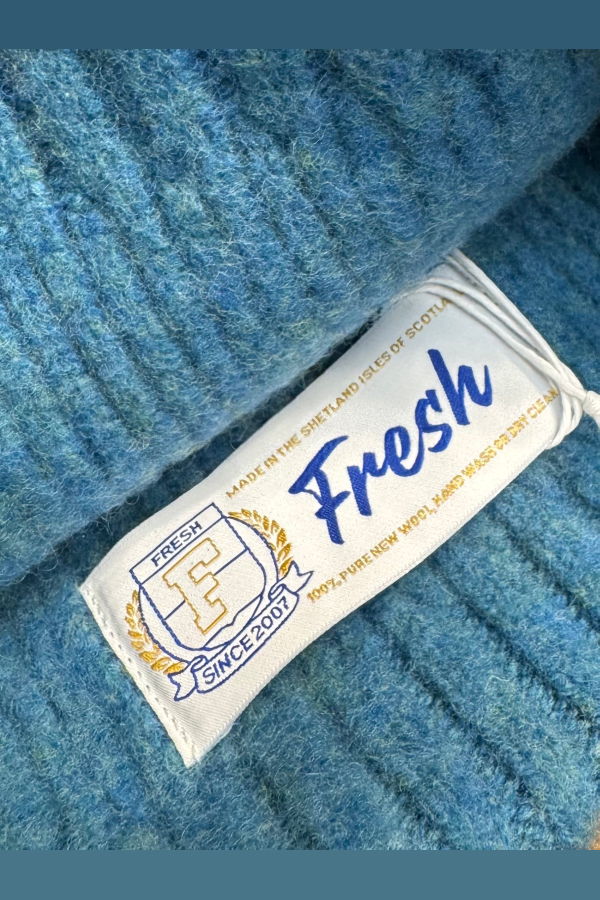 MADE IN THE SHETLAND ISLES OF SCOTLA
Fresh
100% PURE NEW WOOL, HAND WASH OR DRY CLEAN
FRESH
F
SINCE 2007